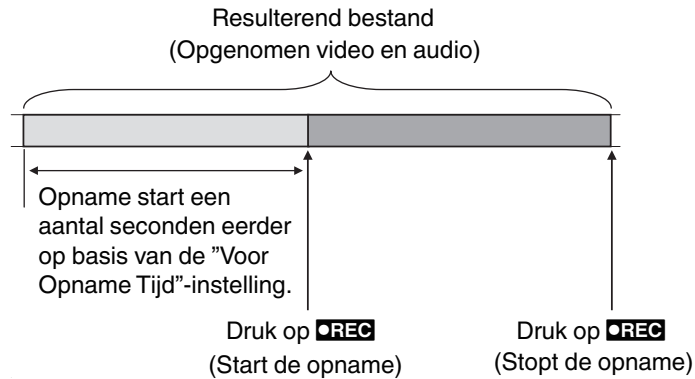 Resulterend bestand
(Opgenomen video en audio)
Opname start een
aantal seconden eerder
op basis van de ”Voor
Opname Tijd”-instelling.
Druk op ●REC
(Start de opname)
Druk op ●REC
(Stopt de opname)